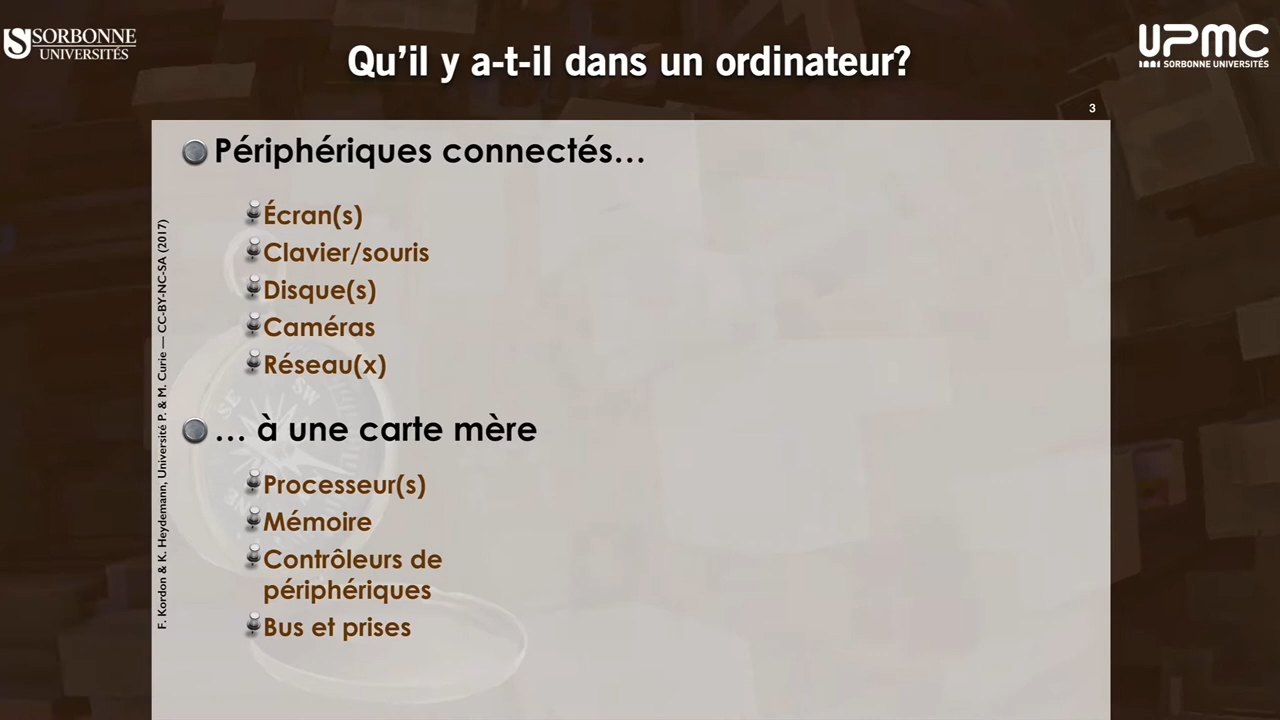 SORBONNE
UNIVERSITÉS
Qu’il y a-t-il dans un ordinateur?
UPMC
SORBONNE UNIVERSITÉS
3
Périphériques connectés…
Écran(s)
Clavier/souris
Disque(s)
Caméras
Réseau(x)
… à une carte mère
Processeur(s)
Mémoire
Contrôleurs de
périphériques
Bus et prises
F. Kordon & K. Heydemann, Université P. & M. Curie — CC-BY-NC-SA (2017)
SE
SW